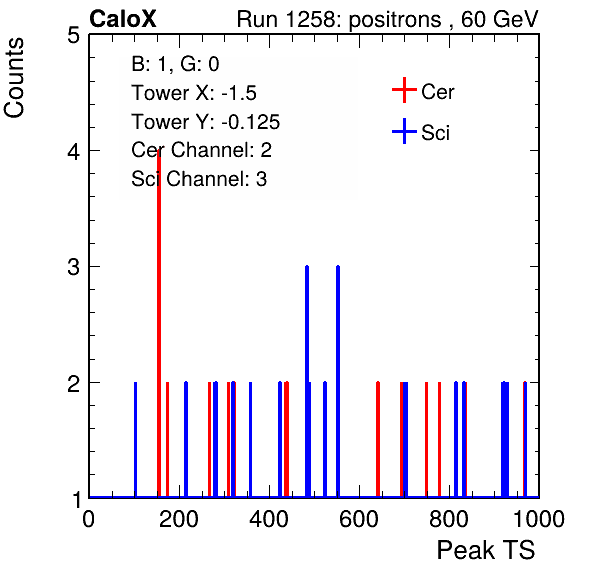 CaloX Run 1258: positrons , 60 GeV
Counts
B: 1, G: 0
Tower X: -1.5
Tower Y: -0.125
Cer Channel: 2
Sci Channel: 3
Cer
Sci
5
4
3
2
1
0 200 400 600 800 1000
Peak TS